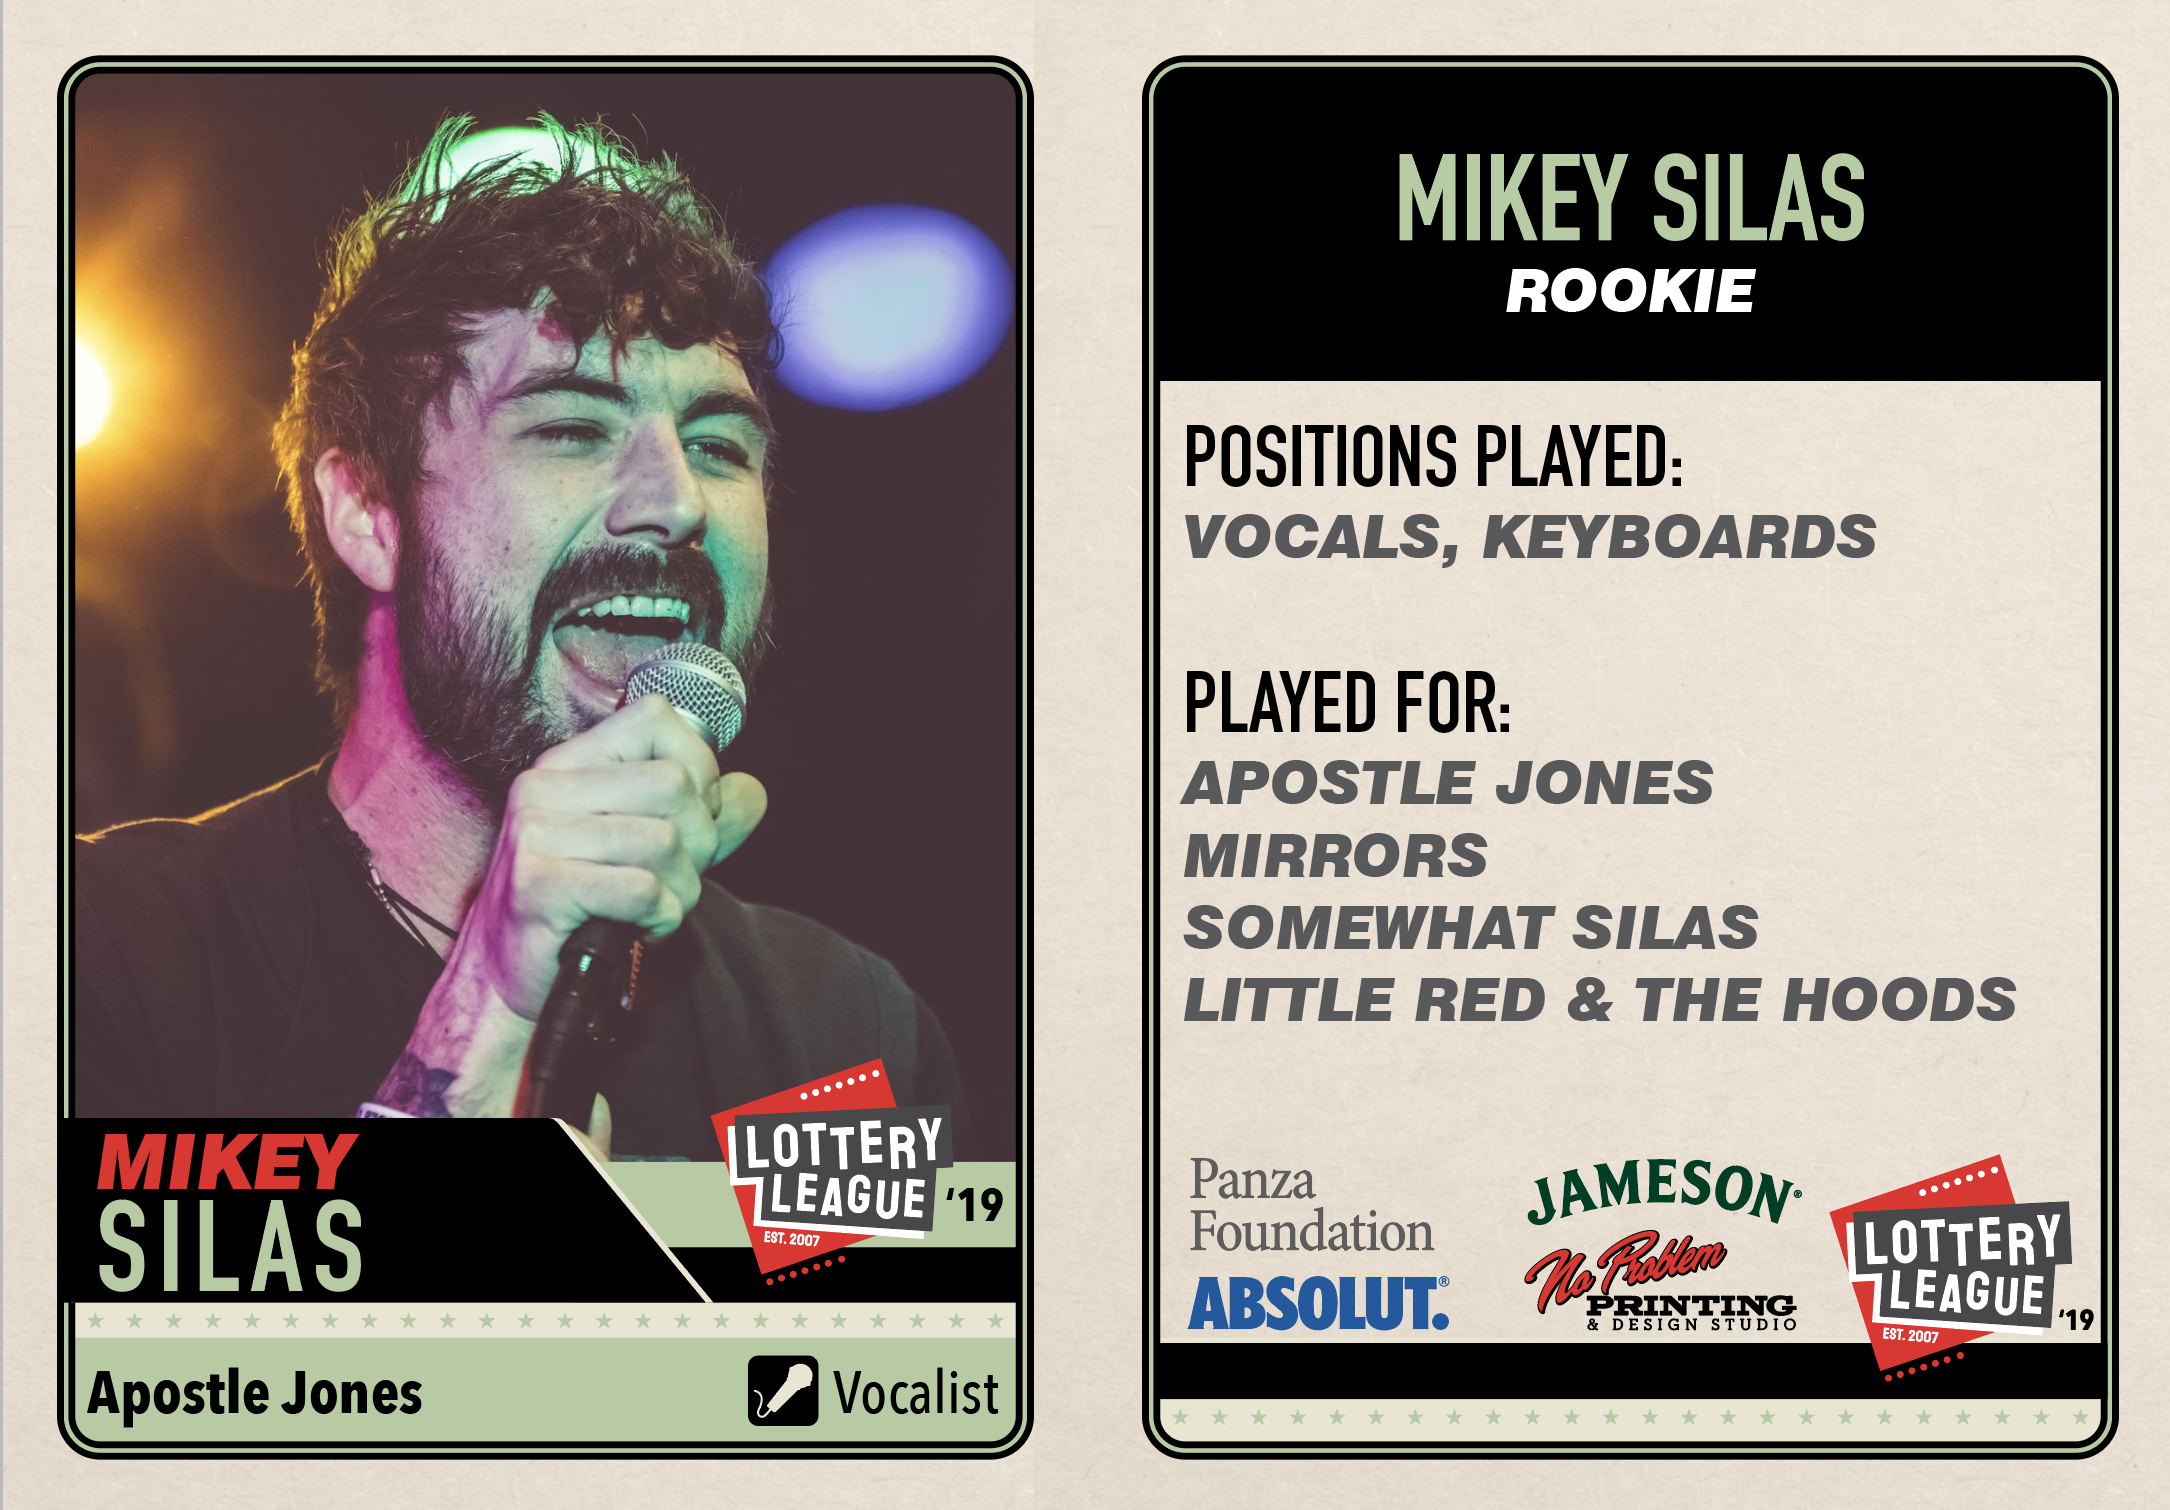 MIKEY
SILAS
LOTTERY
LEAGUE
EST. 2007
'19
Apostle Jones
Vocalist
MIKEY SILAS
ROOKIE
POSITIONS PLAYED:
VOCALS, KEYBOARDS
PLAYED FOR:
APOSTLE JONES
MIRRORS
SOMEWHAT SILAS
LITTLE RED & THE HOODS
Panza
Foundation
ABSOLUT.®
JAMESON®
No Problem
PRINTING
& DESIGN STUDIO
LOTTERY
LEAGUE
EST. 2007
'19